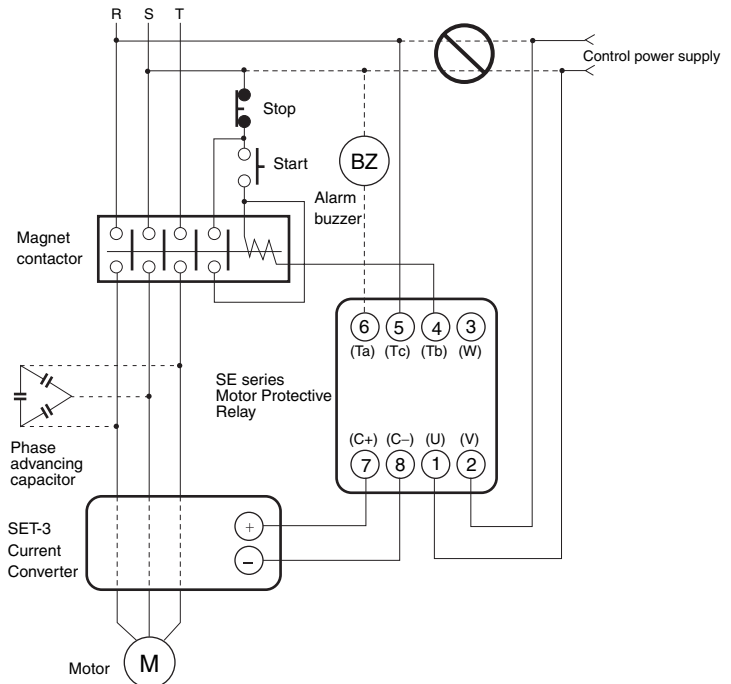 R S T
Control power supply
Stop
Start
BZ
Alarm
buzzer
Magnet
contactor
6 5 4 3
(Ta) (Tc) (Tb) (W)
SE series
Motor Protective
Relay
(C+) (C−) (U) (V)
7 8 1 2
Phase
advancing
capacitor
SET-3
Current
Converter
+
−
Motor
M